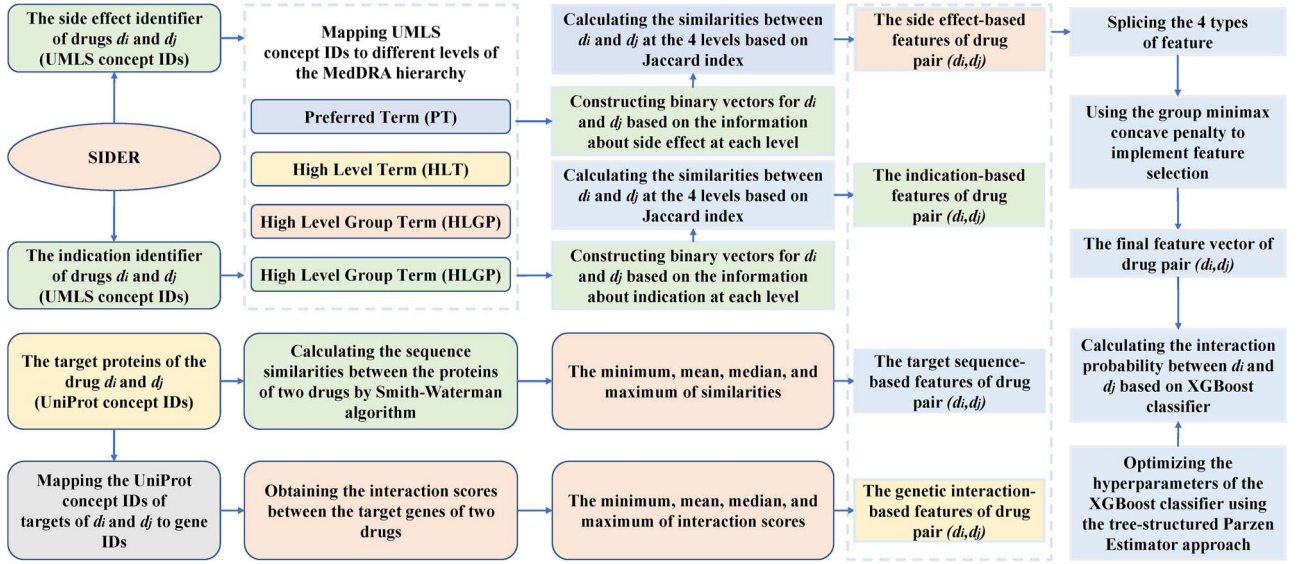 The side effect identifier
of drugs di and dj
(UMLS concept IDs)
SIDER
The indication identifier
of drugs di and dj
(UMLS concept IDs)
Mapping UMLS
concept IDs to different levels of
the MedDRA hierarchy
Preferred Term (PT)
High Level Term (HLT)
High Level Group Term (HLGP)
High Level Group Term (HLGP)
Calculating the similarities between
di and dj at the 4 levels based on
Jaccard index
Constructing binary vectors for di
and dj based on the information
about side effect at each level
Calculating the similarities between
di and dj at the 4 levels based on
Jaccard index
Constructing binary vectors for di
and dj based on the information
about indication at each level
The side effect-based
features of drug
pair (di,dj)
The indication-based
features of drug
pair (di,dj)
The target proteins of the
drug di and dj
(UniProt concept IDs)
Calculating the sequence
similarities between the proteins
of two drugs by Smith-Waterman
algorithm
The minimum, mean, median, and
maximum of similarities
The target sequence-
based features of drug
pair (di,dj)
Mapping the UniProt
concept IDs of
targets of di and dj to gene
IDs
Obtaining the interaction scores
between the target genes of two
drugs
The minimum, mean, median, and
maximum of interaction scores
The genetic interaction-
based features of drug
pair (di,dj)
Splicing the 4 types
of feature
Using the group minimax
concave penalty to
implement feature
selection
The final feature vector of
drug pair (di,dj)
Calculating the interaction
probability between di and
dj based on XGBoost
classifier
Optimizing the
hyperparameters of the
XGBoost classifier using
the tree-structured Parzen
Estimator approach